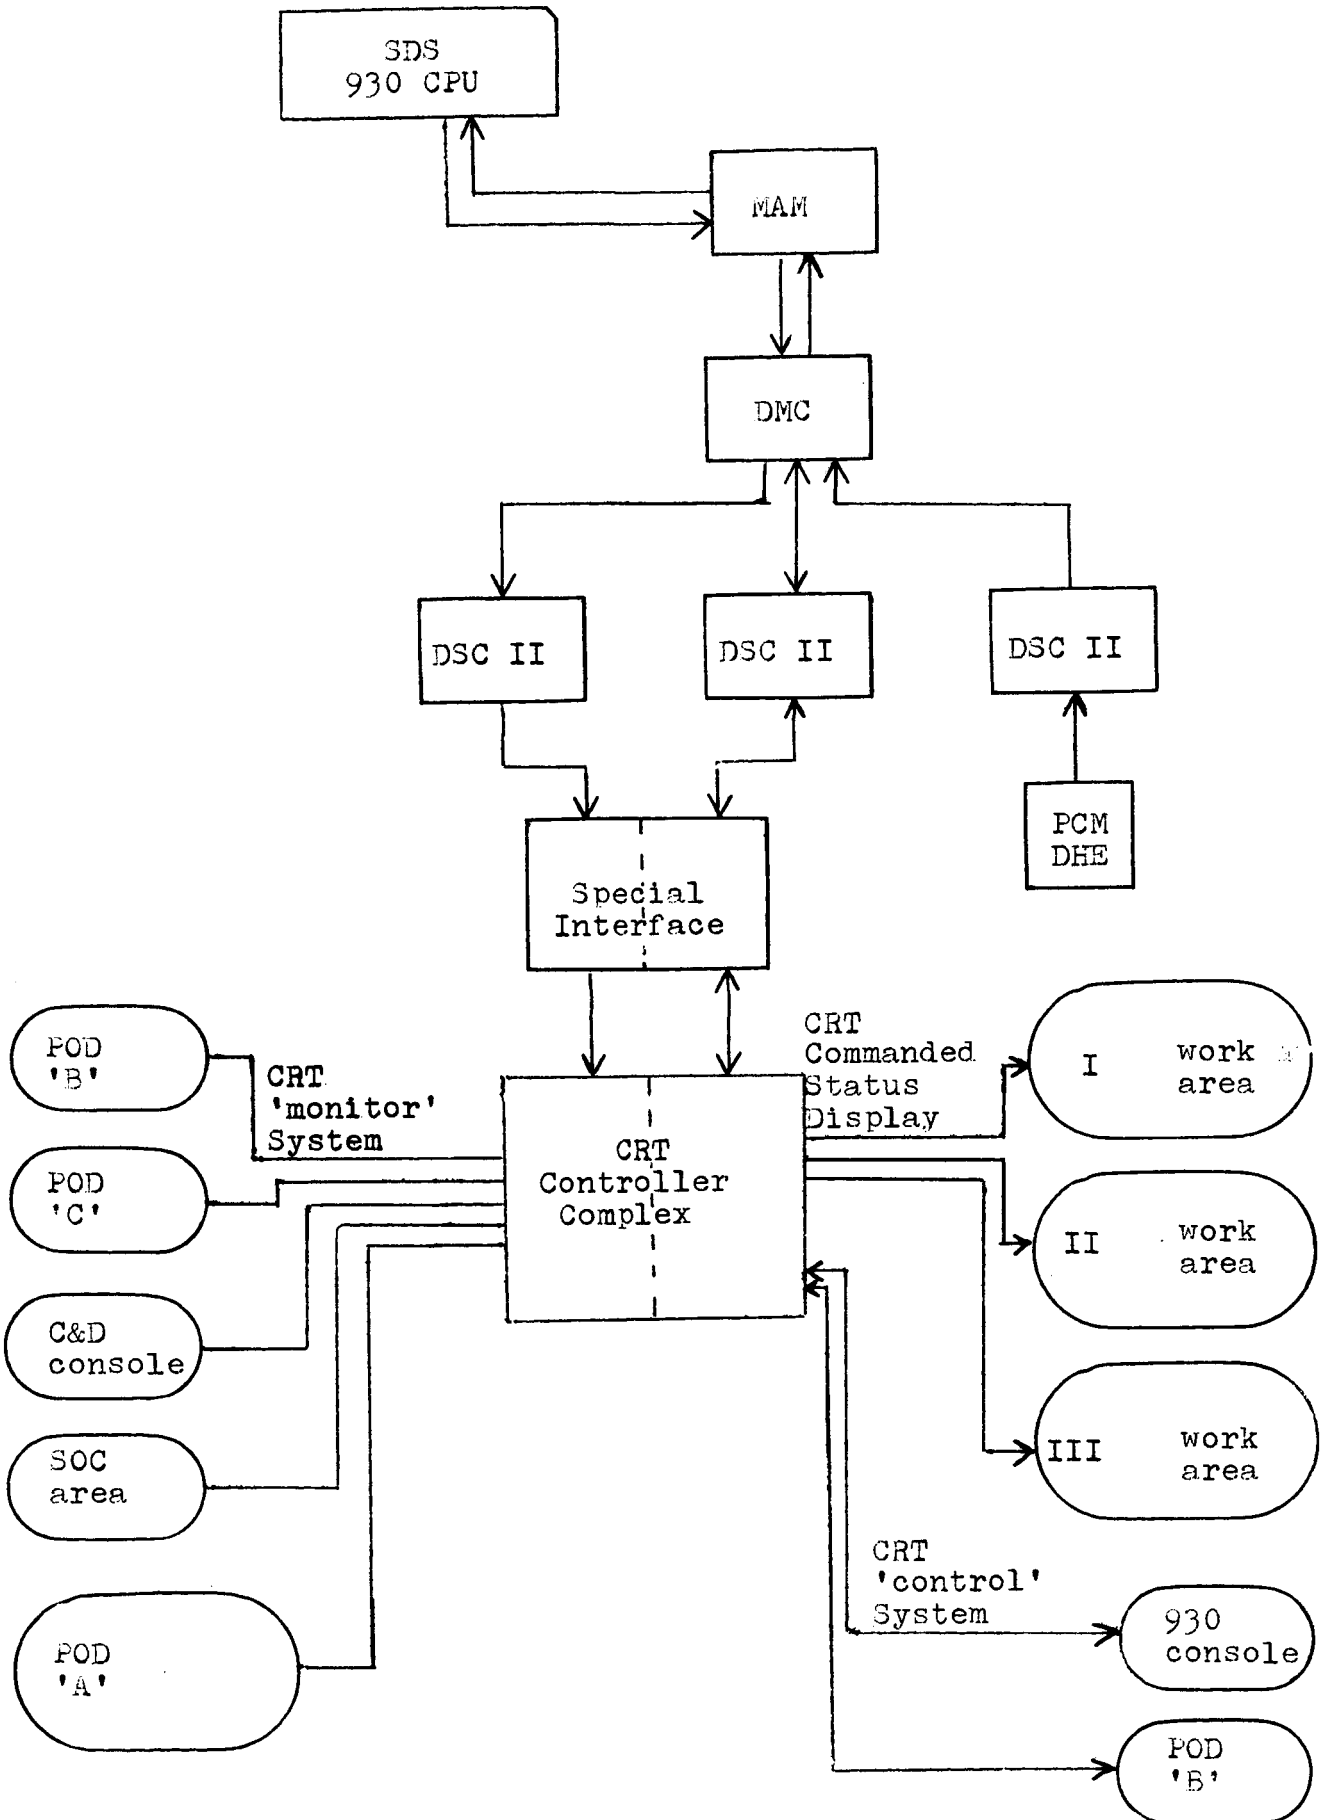 SDS
930 CPU
MAM
DMC
DSC II
DSC II
DSC II
PCM
DHE
Special
Interface
POD
'B'
CRT
'monitor'
System
POD
'C'
C&D
console
SOC
area
POD
'A'
CRT
Controller
Complex
CRT
Commanded
Status
Display
I work
area
II work
area
III work
area
CRT
'control'
System
930
console
POD
'B'